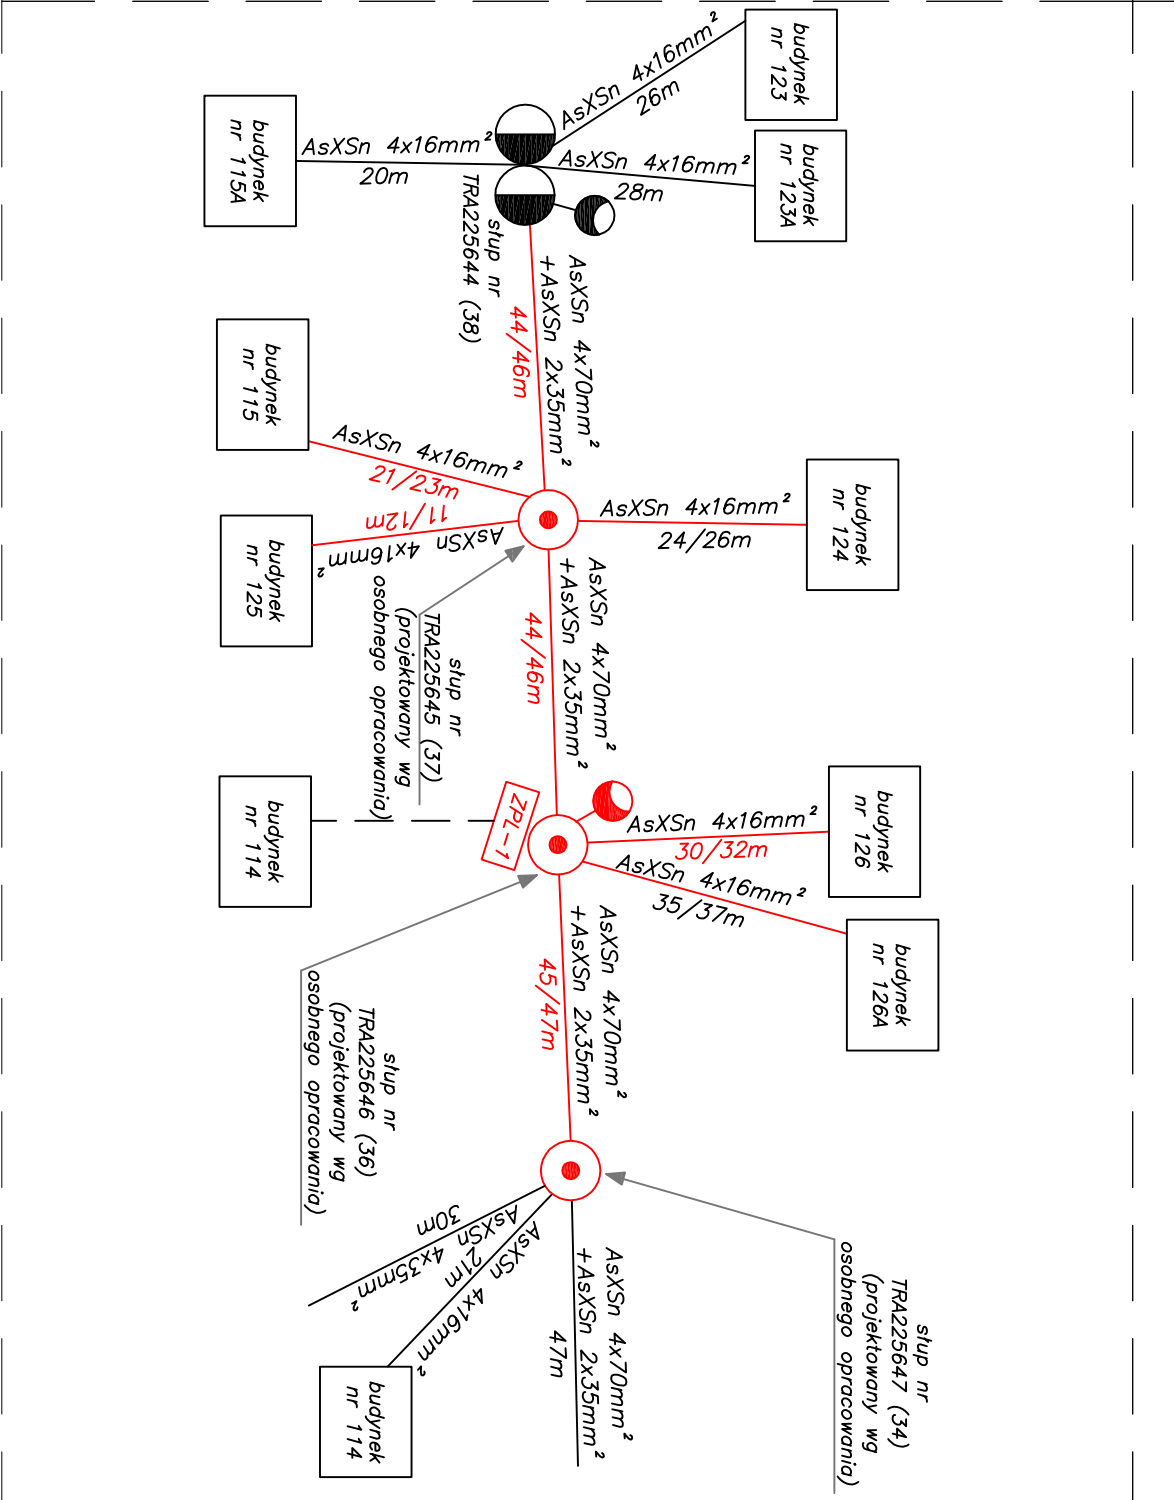 budynek
nr 123
AsXSn 4x16mm²
26m
budynek
nr 123A
AsXSn 4x16mm²
28m
budynek
nr 115A
AsXSn 4x16mm²
20m
słup nr
TRA225644 (38)
AsXSn 4x70mm²
+AsXSn 2x35mm²
44/46m
budynek
nr 115
AsXSn 4x16mm²
21/23m
budynek
nr 125
11/12m
AsXSn 4x16mm²
budynek
nr 124
AsXSn 4x16mm²
24/26m
słup nr
TRA225645 (37)
(projektowany wg
osobnego opracowania)
AsXSn 4x70mm²
+AsXSn 2x35mm²
44/46m
budynek
nr 114
ZPL-1
budynek
nr 126
AsXSn 4x16mm²
30/32m
budynek
nr 126A
AsXSn 4x16mm²
35/37m
słup nr
TRA225646 (36)
(projektowany wg
osobnego opracowania)
AsXSn 4x70mm²
+AsXSn 2x35mm²
45/47m
30m
AsXSn 4x35mm²
21m
AsXSn 4x16mm²
budynek
nr 114
AsXSn 4x70mm²
+AsXSn 2x35mm²
47m
słup nr
TRA225647 (34)
(projektowany wg
osobnego opracowania)